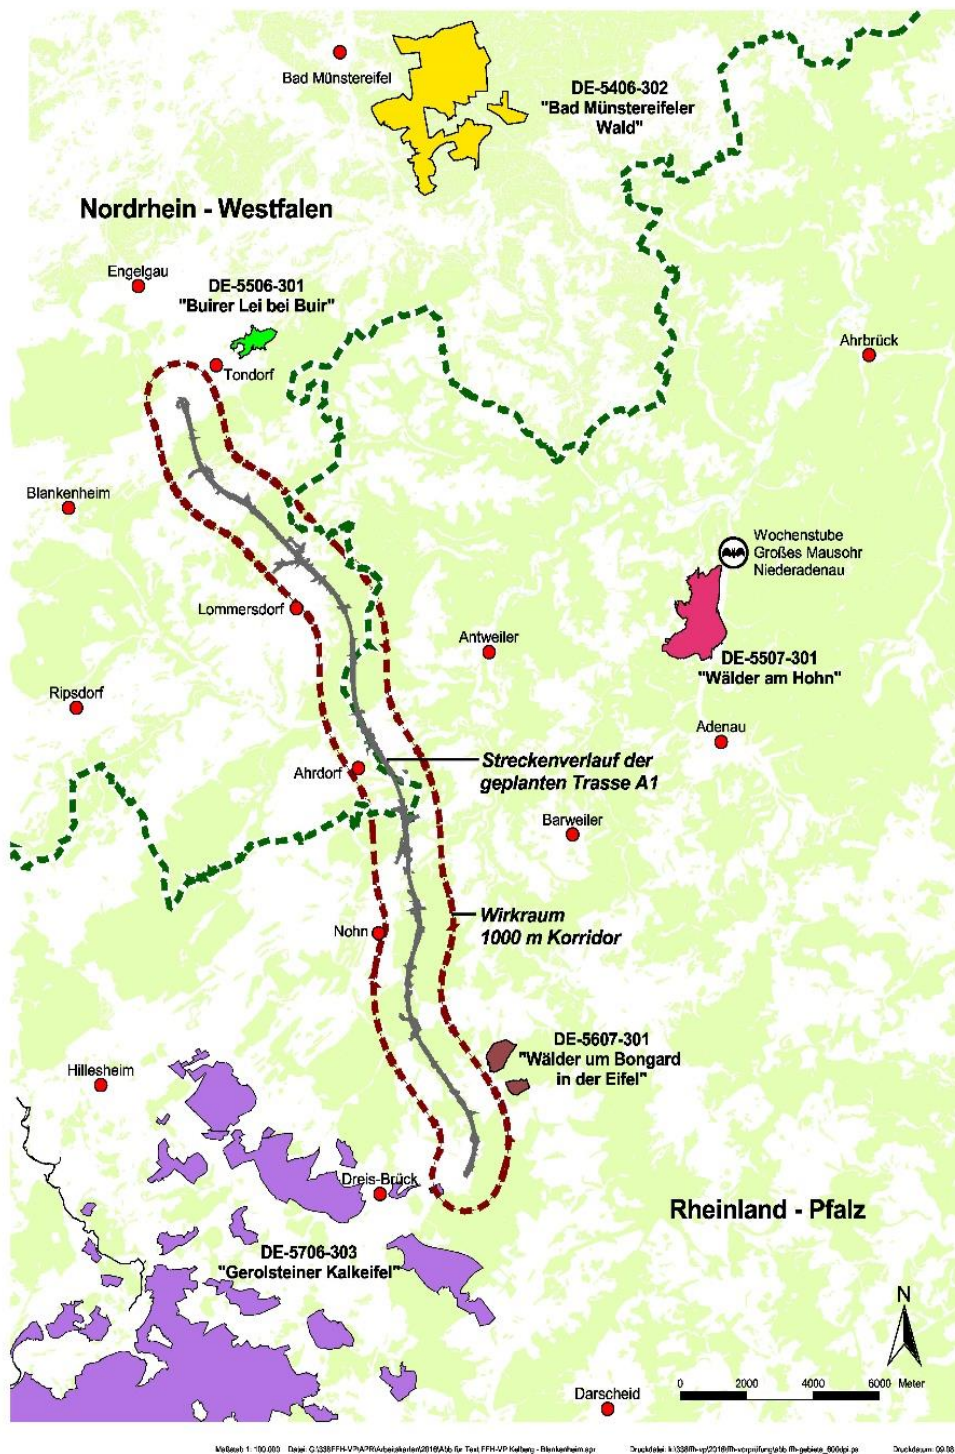 Bad Münstereifel
DE-5406-302
"Bad Münstereifeler
Wald"
Nordrhein - Westfalen
Engelgau
DE-5506-301
"Buirer Lei bei Buir"
Ahrbrück
Tondorf
Blankenheim
Wochenstube
Großes Mausohr
Niederadenau
Lommersdorf
Antweiler
DE-5507-301
"Wälder am Hohn"
Ripsdorf
Adenau
Ahrdorf
Streckenverlauf der
geplanten Trasse A1
Barweiler
Nohn
Wirkraum
1000 m Korridor
DE-5607-301
"Wälder um Bongard
in der Eifel"
Hillesheim
Dreis-Brück
Rheinland - Pfalz
DE-5706-303
"Gerolsteiner Kalkeifel"
N
0 2000 4000 6000 Meter
Darscheid
Maßstab 1: 100.000